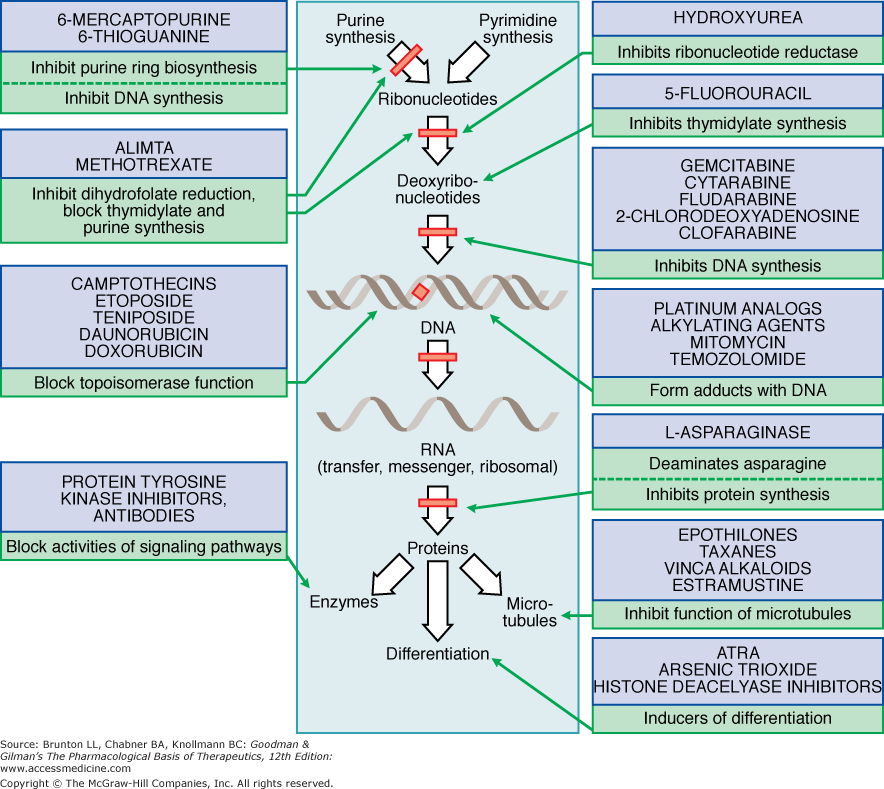 6-MERCAPTOPURINE
6-THIOGUANINE
Inhibit purine ring biosynthesis
Inhibit DNA synthesis
ALIMTA
METHOTREXATE
Inhibit dihydrofolate reduction,
block thymidylate and
purine synthesis
CAMPTOTHECINS
ETOPOSIDE
TENIPOSIDE
DAUNORUBICIN
DOXORUBICIN
Block topoisomerase function
PROTEIN TYROSINE
KINASE INHIBITORS,
ANTIBODIES
Block activities of signaling pathways
Purine
synthesis
Pyrimidine
synthesis
Ribonucleotides
Deoxyribo-
nucleotides
DNA
RNA
(transfer, messenger, ribosomal)
Proteins
Enzymes
Micro-
tubules
Differentiation
HYDROXYUREA
Inhibits ribonucleotide reductase
5-FLUOROURACIL
Inhibits thymidylate synthesis
GEMCITABINE
CYTARABINE
FLUDARABINE
2-CHLORODEOXYADENOSINE
CLOFARABINE
Inhibits DNA synthesis
PLATINUM ANALOGS
ALKYLATING AGENTS
MITOMYCIN
TEMOZOLOMIDE
Form adducts with DNA
L-ASPARAGINASE
Deaminates asparagine
Inhibits protein synthesis
EPOTHILONES
TAXANES
VINCA ALKALOIDS
ESTRAMUSTINE
Inhibit function of microtubules
ATRA
ARSENIC TRIOXIDE
HISTONE DEACELYASE INHIBITORS
Inducers of differentiation
Source: Brunton LL, Chabner BA, Knollmann BC: Goodman &
Gilman's The Pharmacological Basis of Therapeutics, 12th Edition:
www.accessmedicine.com
Copyright © The McGraw-Hill Companies, Inc. All rights reserved.